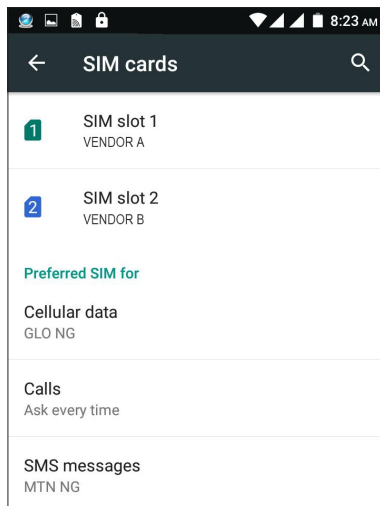 8:23 AM
SIM cards
1
SIM slot 1
VENDOR A
2
SIM slot 2
VENDOR B
Preferred SIM for
Cellular data
GLO NG
Calls
Ask every time
SMS messages
MTN NG